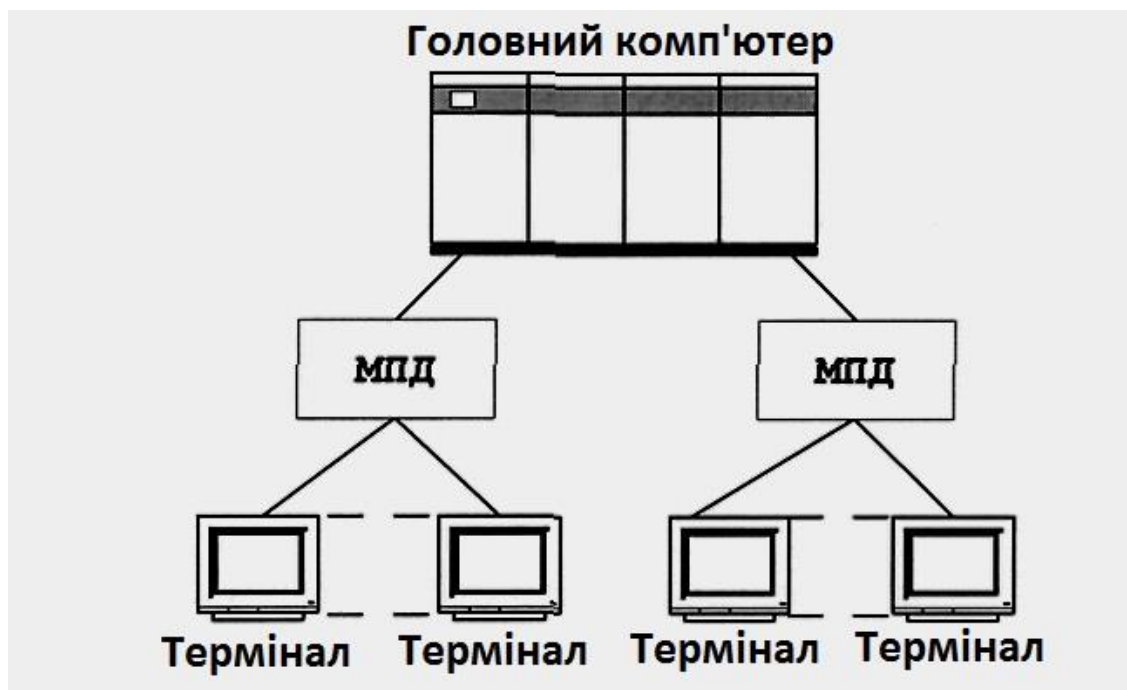 Головний комп'ютер
МПД
МПД
Термінал
Термінал
Термінал
Термінал